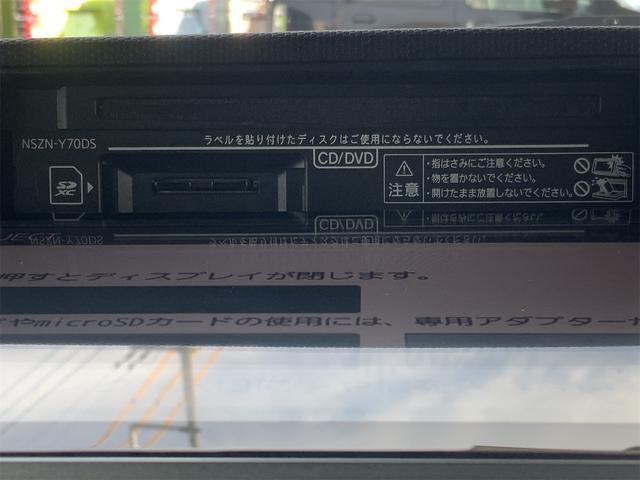 NSZN-Y70DS
ラベルを貼り付けたディスクはご使用にならないでください。
CD/DVD
SD
XC
注意
・指はさみにご注意ください。
・物を置かないでください。
・開けたまま放置しないでください。
押すとディスプレイが閉じます。
やmicroSDカードの使用には、専用アダプター